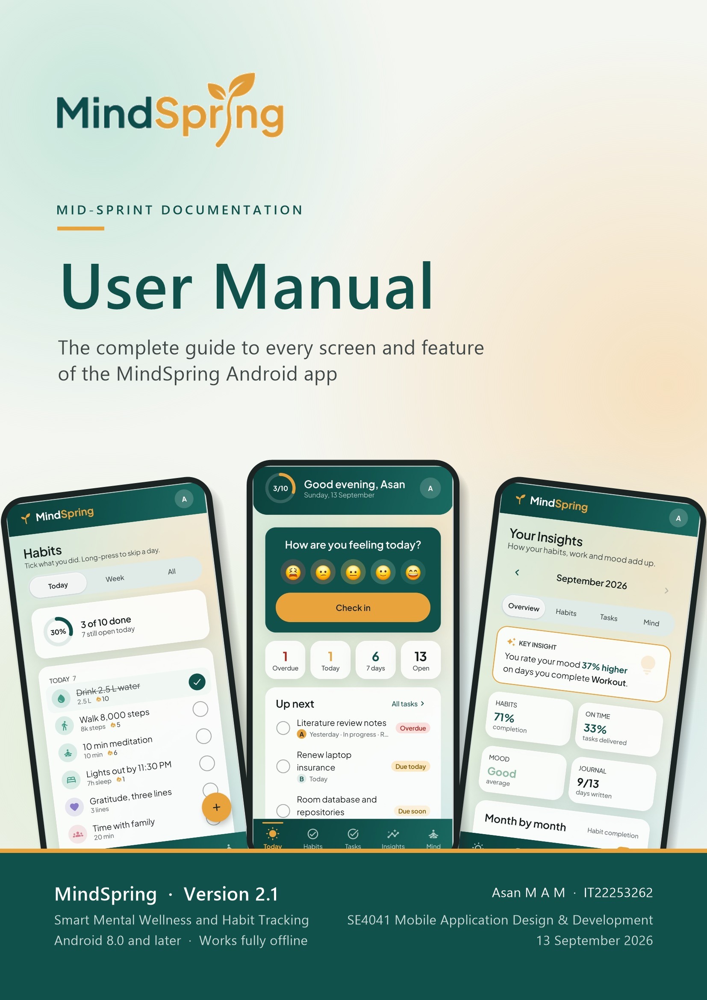 MindSpring
MID-SPRINT DOCUMENTATION
User Manual
The complete guide to every screen and feature
of the MindSpring Android app
MindSpring
A
Habits
Tick what you did. Long-press to skip a day.
Today
Week
All
30%
3 of 10 done
7 still open today
TODAY 7
Drink 2.5 L water
2.5 L 10
Walk 8,000 steps
8k steps 5
10 min meditation
10 min 6
Lights out by 11:30 PM
7h sleep 1
Gratitude, three lines
3 lines
+
Time with family
20 min
3/10
Good evening, Asan
Sunday, 13 September
A
How are you feeling today?
Check in
1
Overdue
1
Today
6
7 days
13
Open
Up next
All tasks
Literature review notes
A Yesterday · In progress · R...
Overdue
Renew laptop
insurance
B Today
Due today
Room database and
repositories
Due soon
Today
Habits
Tasks
Insights
Mind
MindSpring
A
Your Insights
How your habits, work and mood add up.
September 2026
Overview
Habits
Tasks
Mind
KEY INSIGHT
You rate your mood 37% higher
on days you complete Workout.
HABITS
71%
completion
ON TIME
33%
tasks delivered
MOOD
Good
average
JOURNAL
9/13
days written
Month by month
Habit completion
MindSpring · Version 2.1
Smart Mental Wellness and Habit Tracking
Android 8.0 and later · Works fully offline
Asan M A M · IT22253262
SE4041 Mobile Application Design & Development
13 September 2026